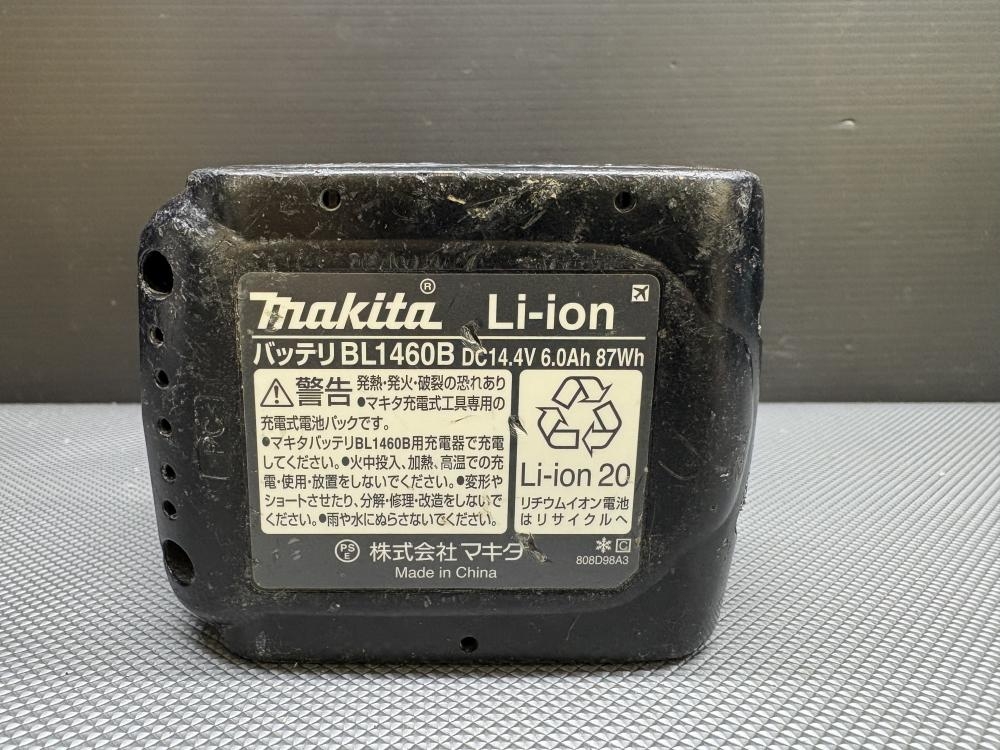 makita® Li-ion
バッテリ BL1460B DC14.4V 6.0Ah 87Wh
警告 発熱・発火・破裂の恐れあり
●マキタ充電式工具専用の
充電式電池パックです。
●マキタバッテリBL1460B用充電器で充電
してください。●火中投入、加熱、高温での充
電・使用・放置をしないでください。●変形や
ショートさせたり、分解・修理・改造をしないで
ください。●雨や水にぬらさないでください。
Li-ion 20
リチウムイオン電池
はリサイクルへ
PS E 株式会社 マキタ
Made in China
C
808D98A3
>PC<